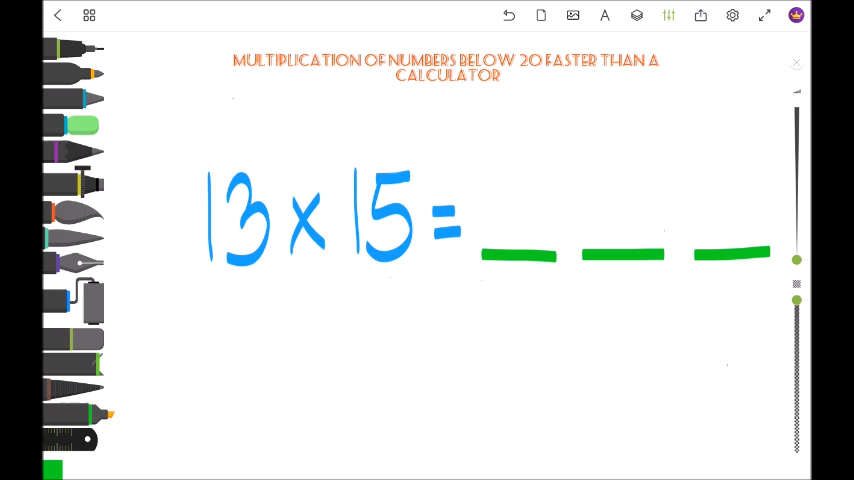 MULTIPLICATION OF NUMBERS BELOW 20 FASTER THAN A
CALCULATOR
13 x 15 = _ _ _